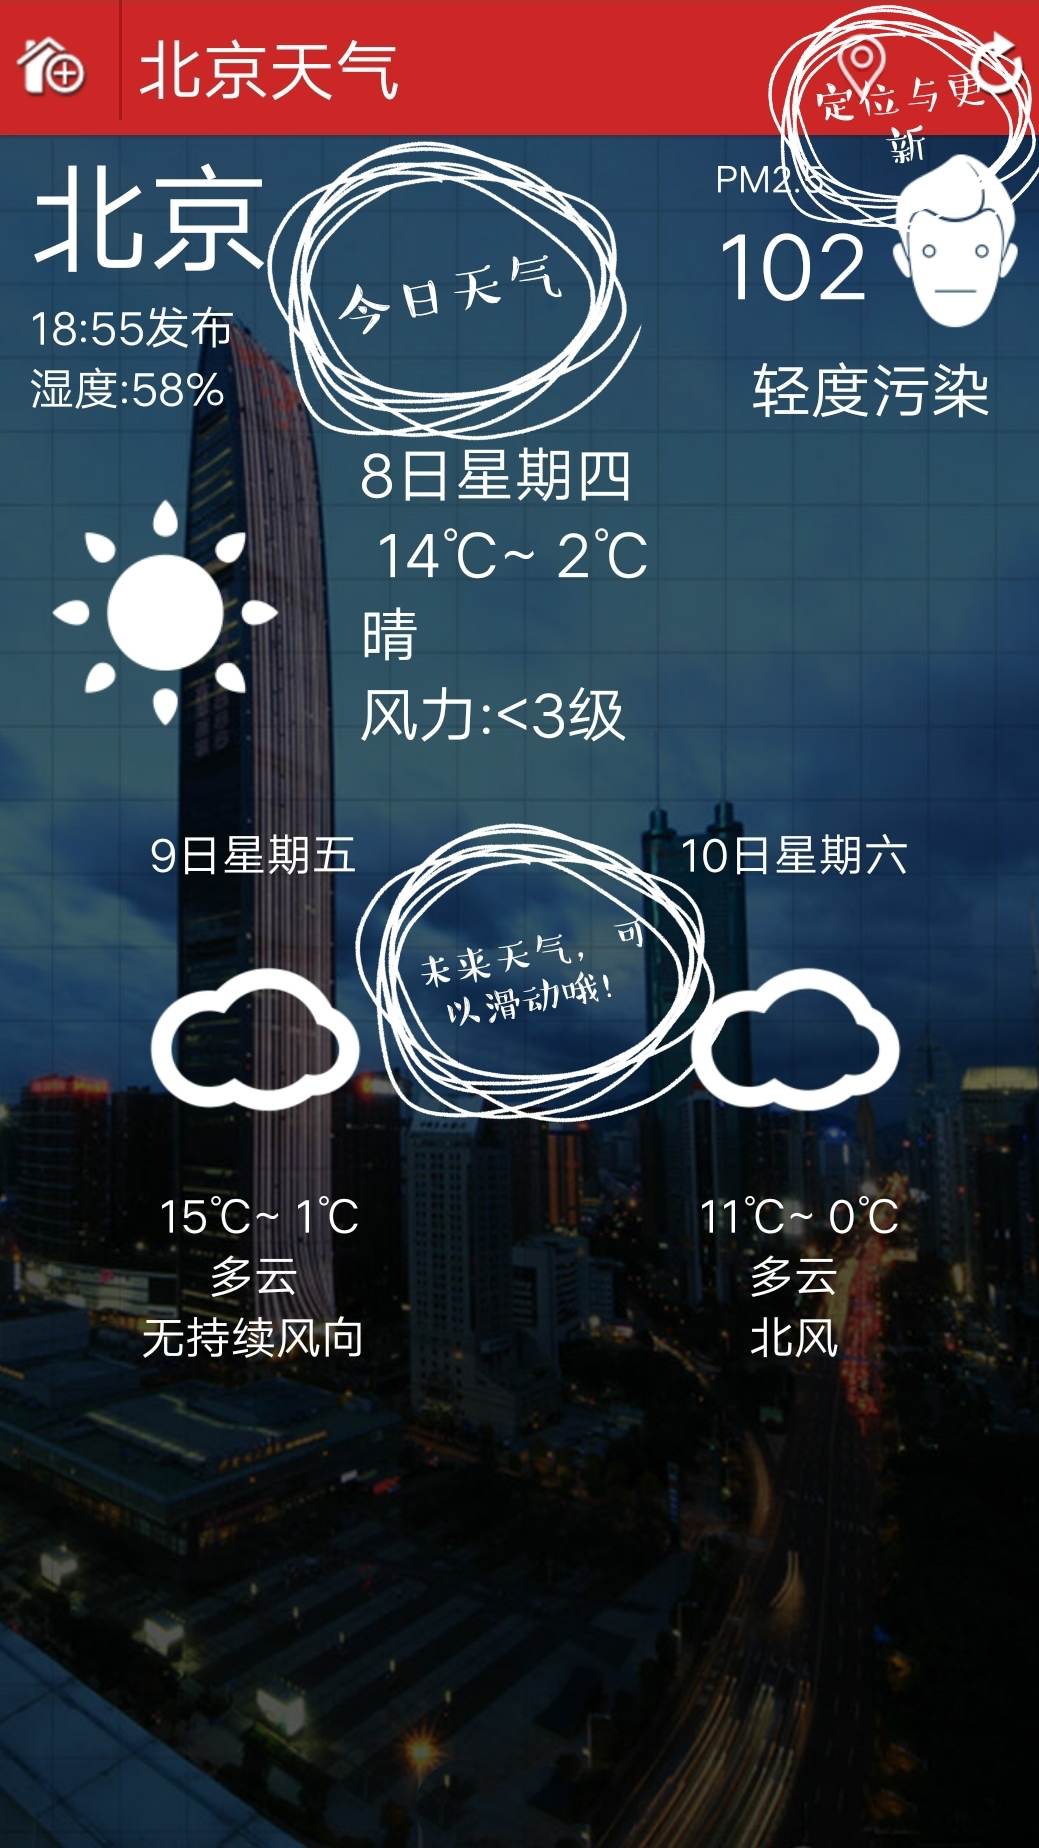 北京天气
定位与更
新
北京
PM2.5
102
18:55发布
今日天气
湿度:58%
轻度污染
8日星期四
14℃~ 2℃
晴
风力:<3级
9日星期五
10日星期六
未来天气，可
以滑动哦!
15℃~ 1℃
11℃~ 0℃
多云
多云
无持续风向
北风